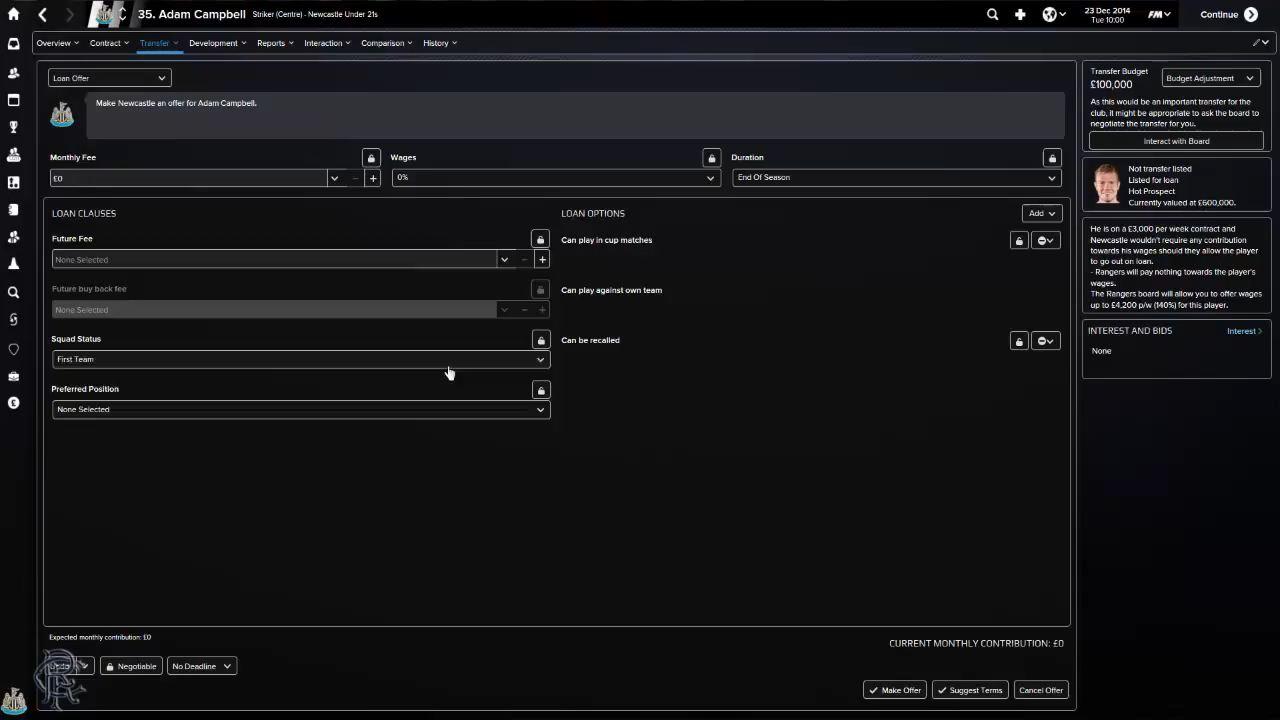 35. Adam Campbell
Striker (Centre) - Newcastle Under 21s
23 Dec 2014
Tue 10:00
FM
Continue
Overview
Contract
Transfer
Development
Reports
Interaction
Comparison
History
Loan Offer
Make Newcastle an offer for Adam Campbell.
Monthly Fee
Wages
Duration
£0
0%
End Of Season
LOAN CLAUSES
Future Fee
None Selected
Future buy back fee
None Selected
Squad Status
First Team
Preferred Position
None Selected
LOAN OPTIONS
Add
Can play in cup matches
Can play against own team
Can be recalled
Expected monthly contribution: £0
CURRENT MONTHLY CONTRIBUTION: £0
Negotiable
No Deadline
Make Offer
Suggest Terms
Cancel Offer
Transfer Budget
£100,000
Budget Adjustment
As this would be an important transfer for the
club, it might be appropriate to ask the board to
negotiate the transfer for you.
Interact with Board
Not transfer listed
Listed for loan
Hot Prospect
Currently valued at £600,000.
He is on a £3,000 per week contract and
Newcastle wouldn't require any contribution
towards his wages should they allow the player
to go out on loan.
- Rangers will pay nothing towards the player's
wages.
The Rangers board will allow you to offer wages
up to £4,200 p/w (140%) for this player.
INTEREST AND BIDS
Interest >
None